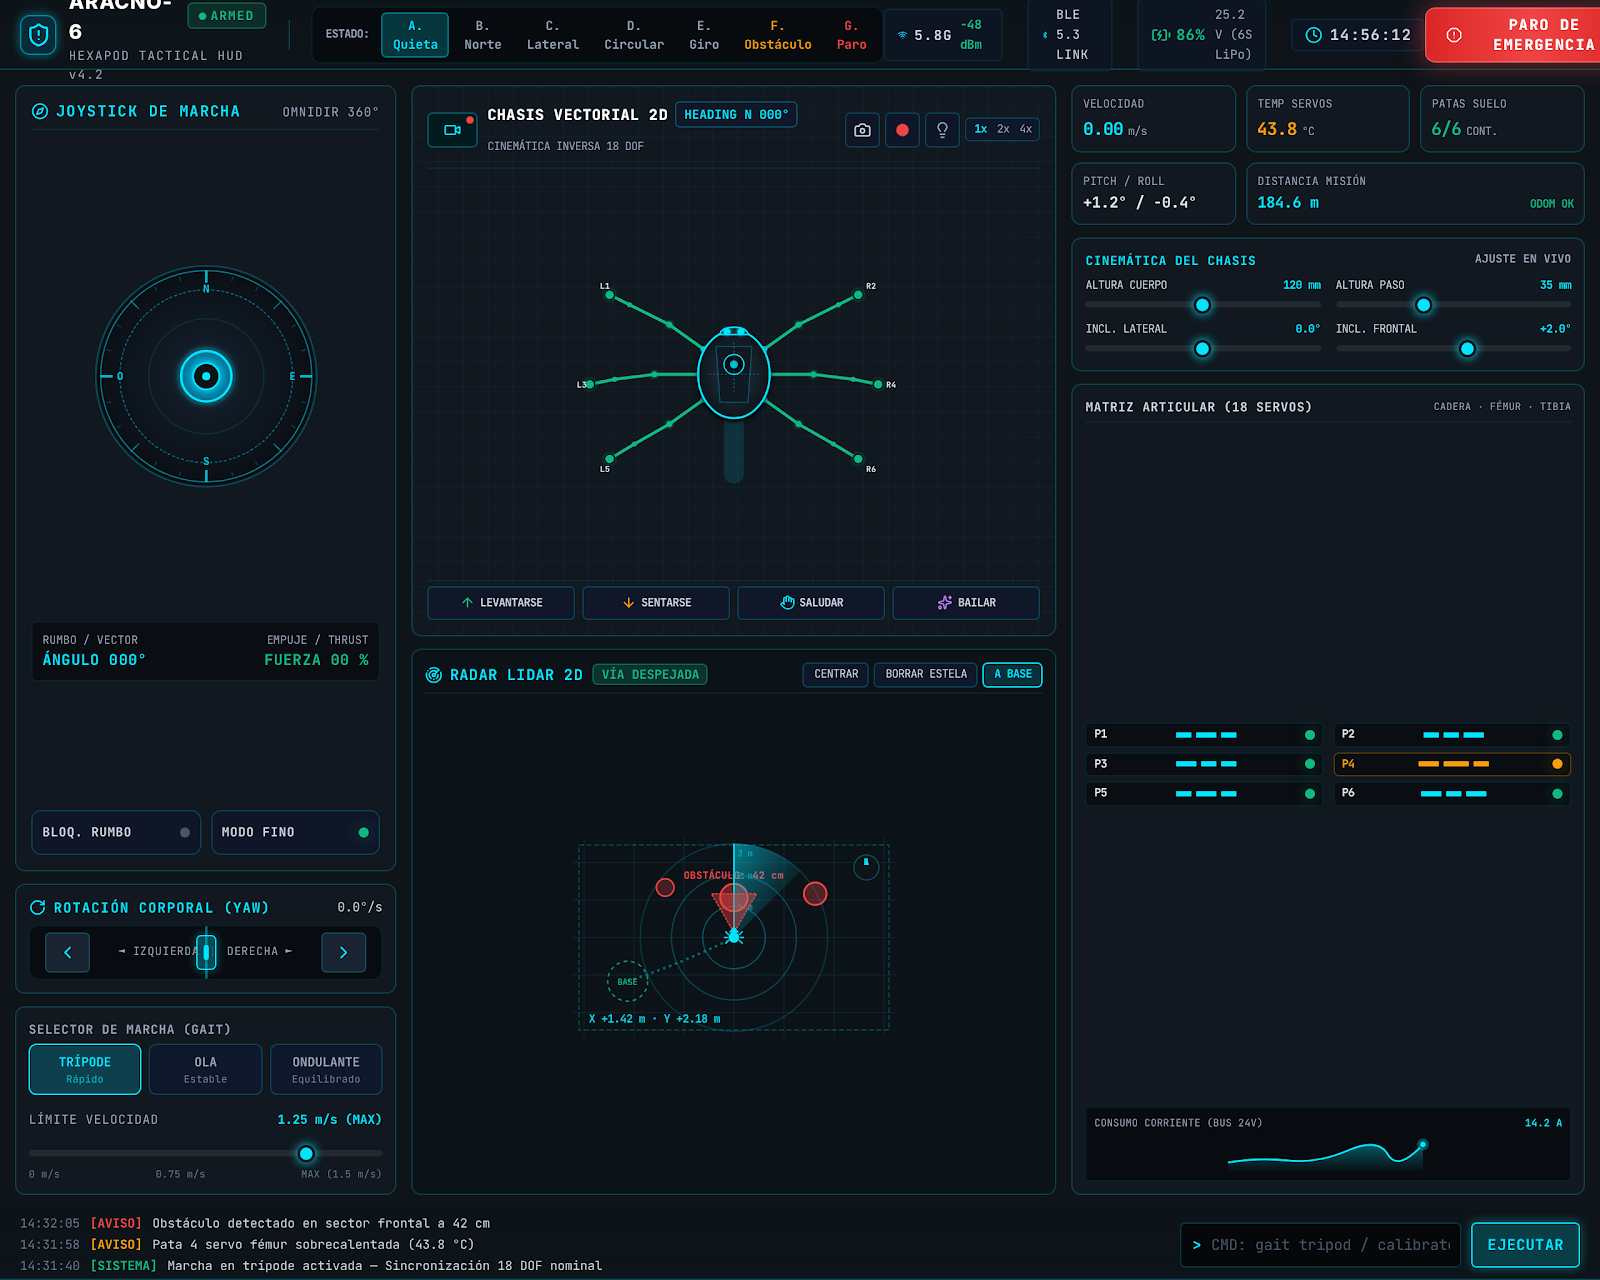 ARACNO-
6
ARMED
HEXAPOD TACTICAL HUD
v4.2
ESTADO:
A.
Quieta
B.
Norte
C.
Lateral
D.
Circular
E.
Giro
F.
Obstáculo
G.
Paro
5.8G
-48
dBm
BLE
5.3
LINK
86%
25.2
V (6S
LiPo)
14:56:12
PARO DE
EMERGENCIA
JOYSTICK DE MARCHA
OMNIDIR 360°
N
O
E
S
RUMBO / VECTOR
EMPUJE / THRUST
ÁNGULO 000°
FUERZA 00 %
BLOQ. RUMBO
MODO FINO
ROTACIÓN CORPORAL (YAW)
0.0°/s
◄ IZQUIERDA
DERECHA ►
SELECTOR DE MARCHA (GAIT)
TRÍPODE
Rápido
OLA
Estable
ONDULANTE
Equilibrado
LÍMITE VELOCIDAD
1.25 m/s (MAX)
0 m/s
0.75 m/s
MAX (1.5 m/s)
CHASIS VECTORIAL 2D
HEADING N 000°
CINEMÁTICA INVERSA 18 DOF
1x 2x 4x
L1
R2
L3
R4
L5
R6
LEVANTARSE
SENTARSE
SALUDAR
BAILAR
RADAR LIDAR 2D
VÍA DESPEJADA
CENTRAR
BORRAR ESTELA
A BASE
3 m
OBSTÁCULO: 42 cm
BASE
X +1.42 m · Y +2.18 m
VELOCIDAD
0.00 m/s
TEMP SERVOS
43.8 °C
PATAS SUELO
6/6 CONT.
PITCH / ROLL
+1.2° / -0.4°
DISTANCIA MISIÓN
184.6 m
ODOM OK
CINEMÁTICA DEL CHASIS
AJUSTE EN VIVO
ALTURA CUERPO
120 mm
ALTURA PASO
35 mm
INCL. LATERAL
0.0°
INCL. FRONTAL
+2.0°
MATRIZ ARTICULAR (18 SERVOS)
CADERA · FÉMUR · TIBIA
P1
P2
P3
P4
P5
P6
CONSUMO CORRIENTE (BUS 24V)
14.2 A
14:32:05 [AVISO] Obstáculo detectado en sector frontal a 42 cm
14:31:58 [AVISO] Pata 4 servo fémur sobrecalentada (43.8 °C)
14:31:40 [SISTEMA] Marcha en trípode activada — Sincronización 18 DOF nominal
> CMD: gait tripod / calibrate
EJECUTAR